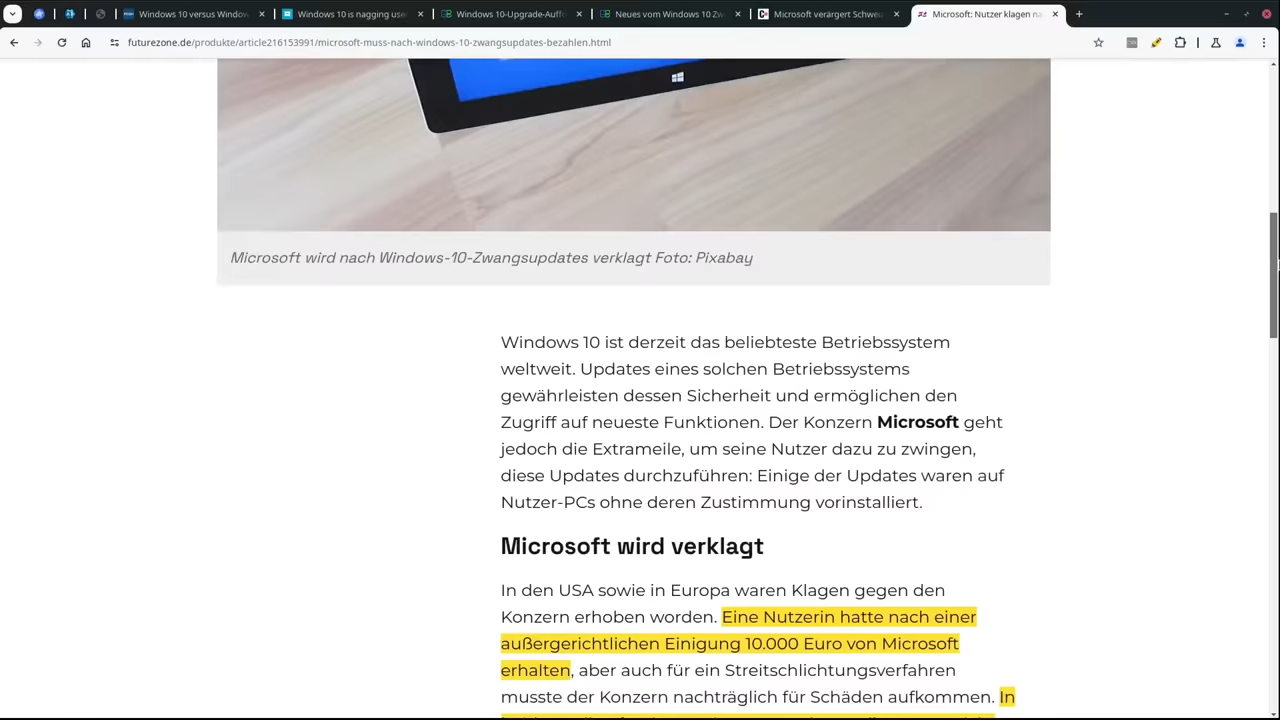 Windows 10 versus Window
Windows 10 is nagging use
Windows-10-Upgrade-Auff
Neues vom Windows 10 Zw
Microsoft verärgert Schwe
Microsoft: Nutzer klagen na
futurezone.de/produkte/article216153991/microsoft-muss-nach-windows-10-zwangsupdates-bezahlen.html
Microsoft wird nach Windows-10-Zwangsupdates verklagt Foto: Pixabay
Windows 10 ist derzeit das beliebteste Betriebssystem
weltweit. Updates eines solchen Betriebssystems
gewährleisten dessen Sicherheit und ermöglichen den
Zugriff auf neueste Funktionen. Der Konzern Microsoft geht
jedoch die Extrameile, um seine Nutzer dazu zu zwingen,
diese Updates durchzuführen: Einige der Updates waren auf
Nutzer-PCs ohne deren Zustimmung vorinstalliert.
Microsoft wird verklagt
In den USA sowie in Europa waren Klagen gegen den
Konzern erhoben worden. Eine Nutzerin hatte nach einer
außergerichtlichen Einigung 10.000 Euro von Microsoft
erhalten, aber auch für ein Streitschlichtungsverfahren
musste der Konzern nachträglich für Schäden aufkommen. In